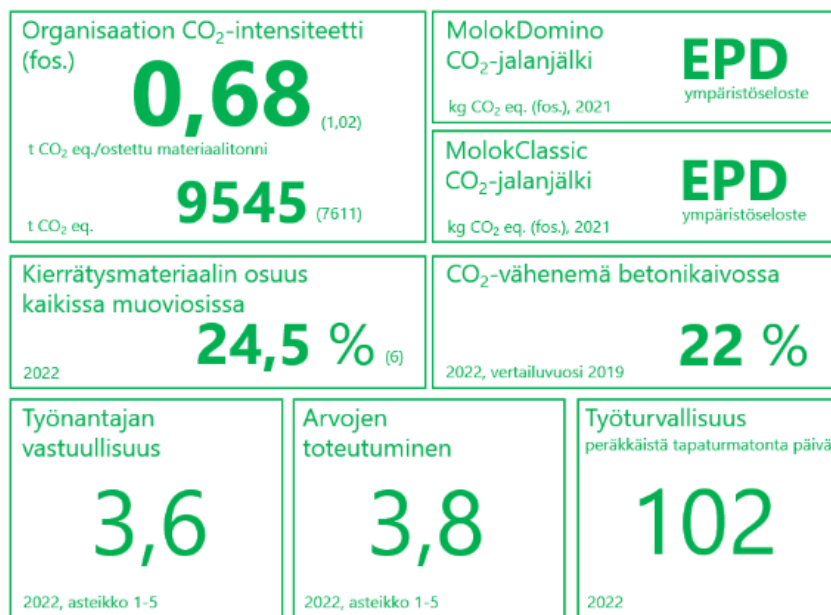 Organisaation CO₂-intensiteetti
(fos.)
0,68 (1,02)
t CO₂ eq./ostettu materiaalitonni
9545 (7611)
t CO₂ eq.
MolokDomino
CO₂-jalanjälki
EPD
ympäristöseloste
kg CO₂ eq. (fos.), 2021
MolokClassic
CO₂-jalanjälki
EPD
ympäristöseloste
kg CO₂ eq. (fos.), 2021
Kierrätysmateriaalin osuus
kaikissa muoviosissa
24,5 % (6)
2022
CO₂-vähenemä betonikaivossa
22 %
2022, vertailuvuosi 2019
Työnantajan
vastuullisuus
3,6
2022, asteikko 1-5
Arvojen
toteutuminen
3,8
2022, asteikko 1-5
Työturvallisuus
peräkkäistä tapaturmatonta päivä
102
2022